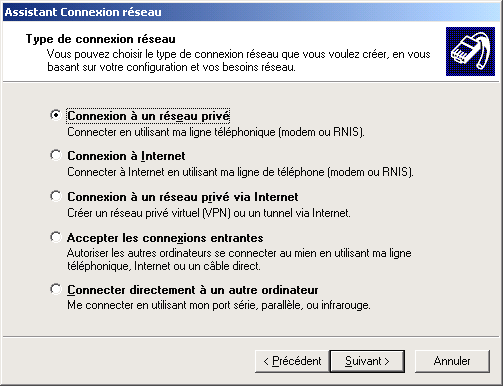 Assistant Connexion réseau
Type de connexion réseau
Vous pouvez choisir le type de connexion réseau que vous voulez créer, en vous
basant sur votre configuration et vos besoins réseau.
Connexion à un réseau privé
Connecter en utilisant ma ligne téléphonique (modem ou RNIS).
Connexion à Internet
Connecter à Internet en utilisant ma ligne de téléphone (modem ou RNIS).
Connexion à un réseau privé via Internet
Créer un réseau privé virtuel (VPN) ou un tunnel via Internet.
Accepter les connexions entrantes
Autoriser les autres ordinateurs se connecter au mien en utilisant ma ligne
téléphonique, Internet ou un câble direct.
Connecter directement à un autre ordinateur
Me connecter en utilisant mon port série, parallèle, ou infrarouge.
< Précédent Suivant > Annuler